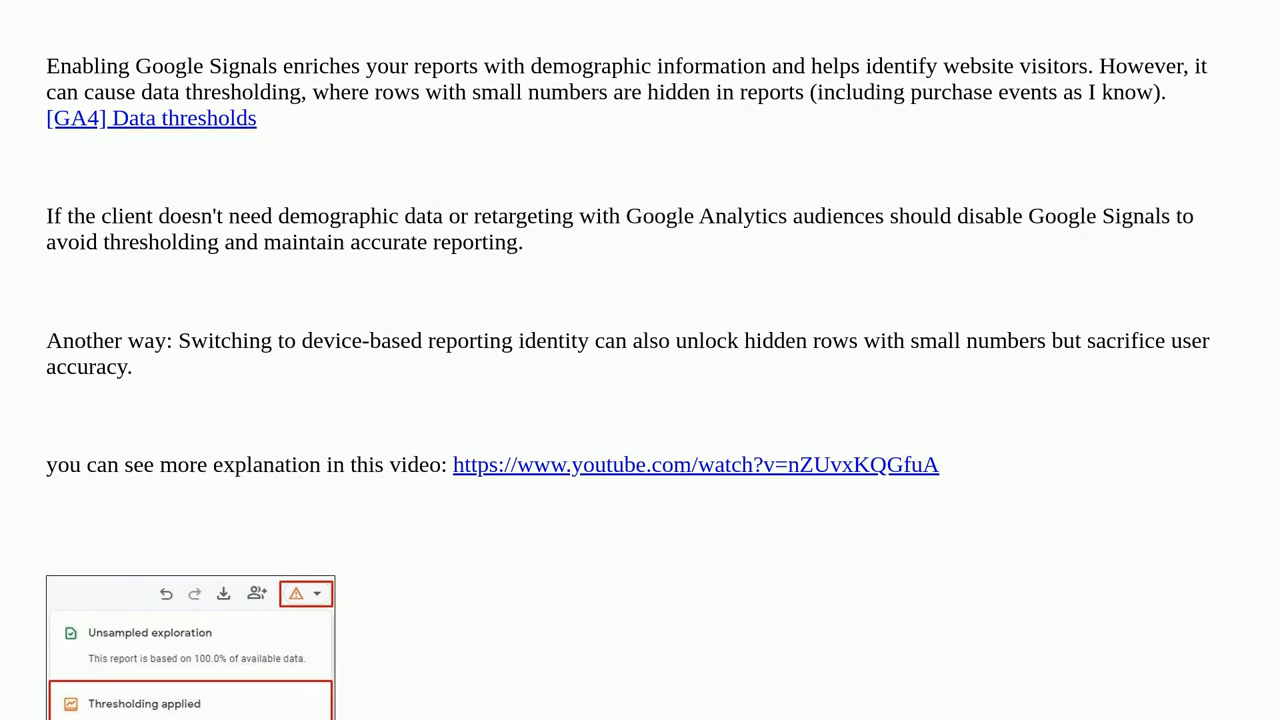 Enabling Google Signals enriches your reports with demographic information and helps identify website visitors. However, it
can cause data thresholding, where rows with small numbers are hidden in reports (including purchase events as I know).
[GA4] Data thresholds
If the client doesn't need demographic data or retargeting with Google Analytics audiences should disable Google Signals to
avoid thresholding and maintain accurate reporting.
Another way: Switching to device-based reporting identity can also unlock hidden rows with small numbers but sacrifice user
accuracy.
you can see more explanation in this video: https://www.youtube.com/watch?v=nZUvxKQGfuA
Unsampled exploration
This report is based on 100.0% of available data.
Thresholding applied